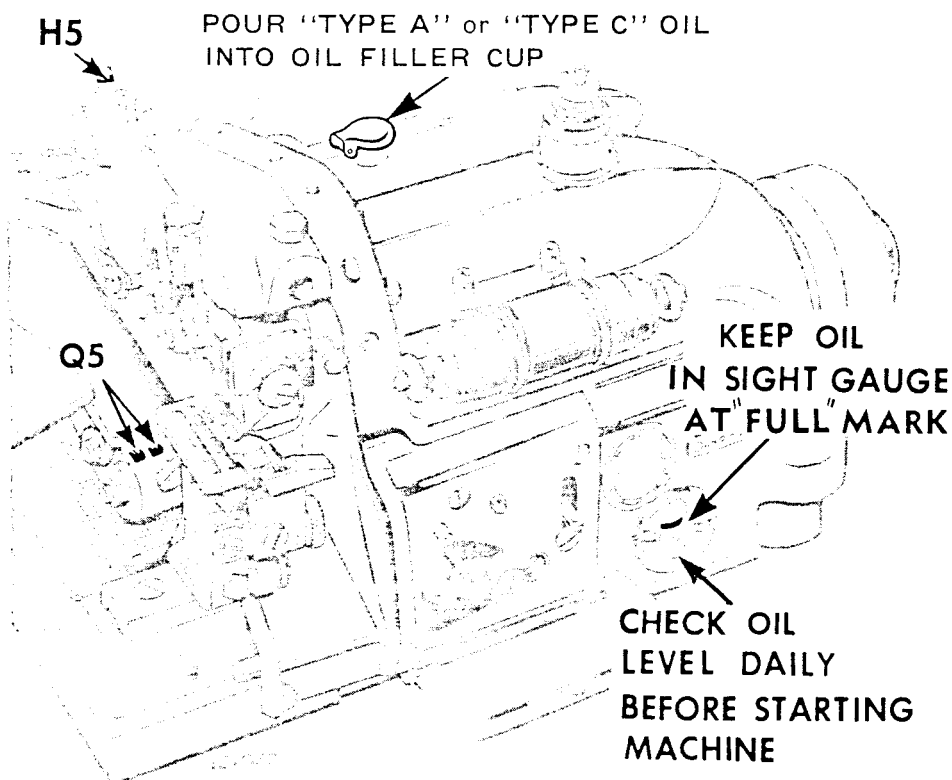 H5
POUR "TYPE A" or "TYPE C" OIL
INTO OIL FILLER CUP
Q5
KEEP OIL
IN SIGHT GAUGE
AT "FULL" MARK
CHECK OIL
LEVEL DAILY
BEFORE STARTING
MACHINE